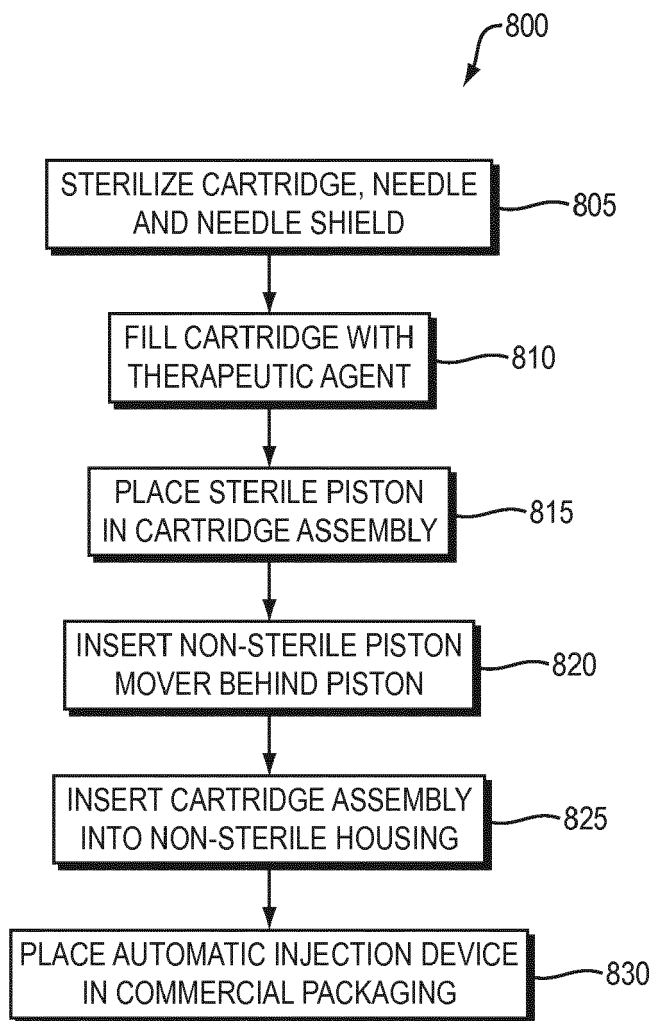 800
STERILIZE CARTRIDGE, NEEDLE
AND NEEDLE SHIELD
805
FILL CARTRIDGE WITH
THERAPEUTIC AGENT
810
PLACE STERILE PISTON
IN CARTRIDGE ASSEMBLY
815
INSERT NON-STERILE PISTON
MOVER BEHIND PISTON
820
INSERT CARTRIDGE ASSEMBLY
INTO NON-STERILE HOUSING
825
PLACE AUTOMATIC INJECTION DEVICE
IN COMMERCIAL PACKAGING
830